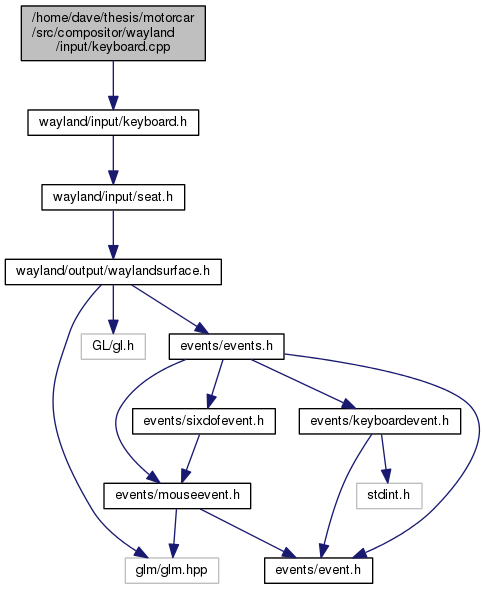 /home/dave/thesis/motorcar
/src/compositor/wayland
/input/keyboard.cpp
wayland/input/keyboard.h
wayland/input/seat.h
wayland/output/waylandsurface.h
GL/gl.h
events/events.h
events/sixdofevent.h
events/keyboardevent.h
events/mouseevent.h
stdint.h
glm/glm.hpp
events/event.h